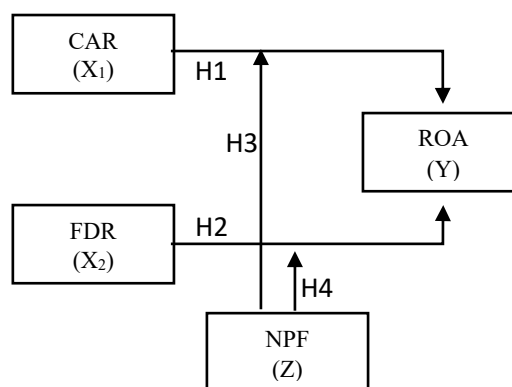 CAR
(X₁)
H1
H3
ROA
(Y)
FDR
(X₂)
H2
H4
NPF
(Z)